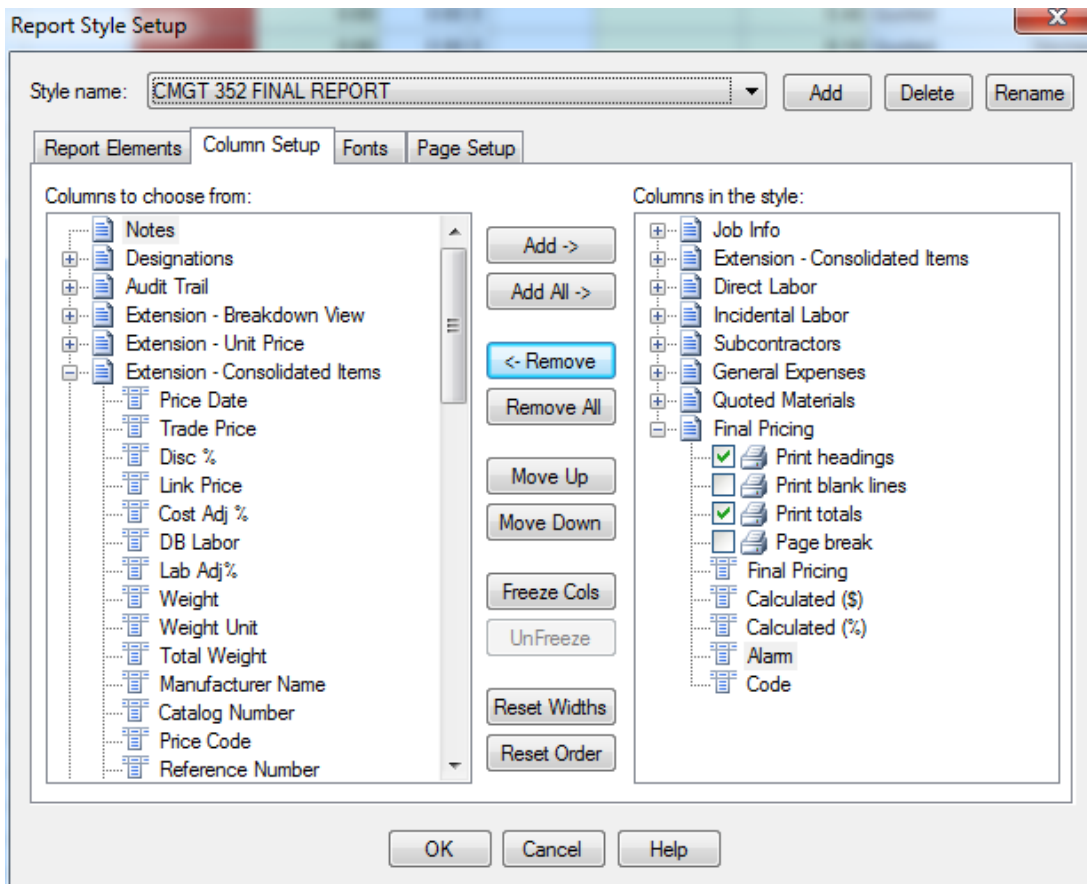 Report Style Setup
Style name: CMGT 352 FINAL REPORT Add Delete Rename
Report Elements Column Setup Fonts Page Setup
Columns to choose from:
Notes
Designations
Audit Trail
Extension - Breakdown View
Extension - Unit Price
Extension - Consolidated Items
Price Date
Trade Price
Disc %
Link Price
Cost Adj %
DB Labor
Lab Adj%
Weight
Weight Unit
Total Weight
Manufacturer Name
Catalog Number
Price Code
Reference Number
Add ->
Add All ->
<- Remove
Remove All
Move Up
Move Down
Freeze Cols
UnFreeze
Reset Widths
Reset Order
Columns in the style:
Job Info
Extension - Consolidated Items
Direct Labor
Incidental Labor
Subcontractors
General Expenses
Quoted Materials
Final Pricing
Print headings
Print blank lines
Print totals
Page break
Final Pricing
Calculated ($)
Calculated (%)
Alarm
Code
OK Cancel Help